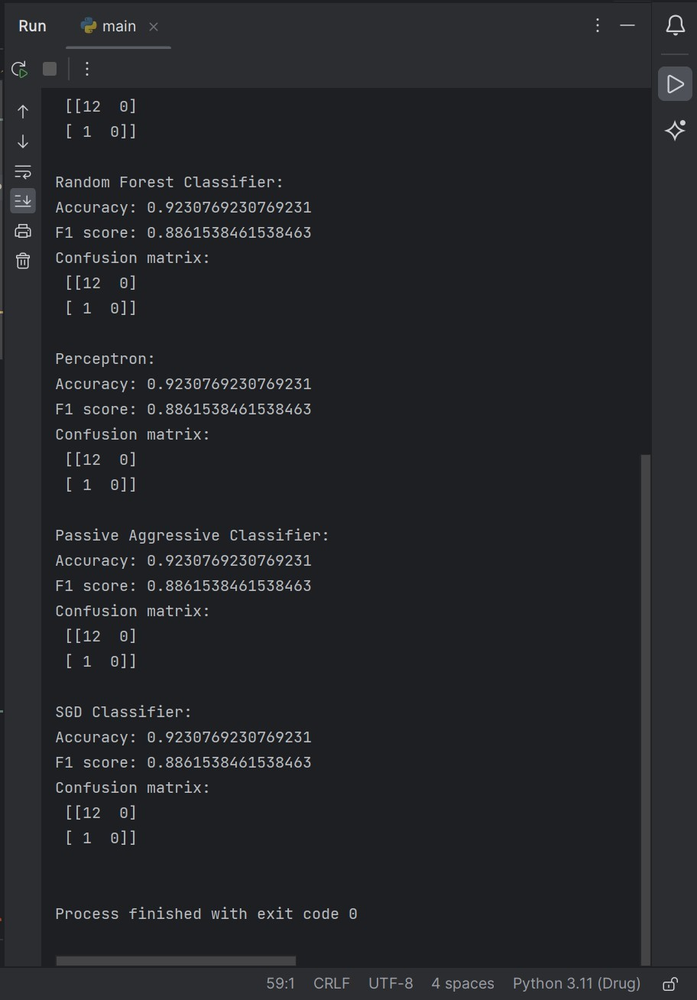 Run main
[[12  0]
[ 1  0]]
Random Forest Classifier:
Accuracy: 0.9230769230769231
F1 score: 0.8861538461538463
Confusion matrix:
[[12  0]
[ 1  0]]
Perceptron:
Accuracy: 0.9230769230769231
F1 score: 0.8861538461538463
Confusion matrix:
[[12  0]
[ 1  0]]
Passive Aggressive Classifier:
Accuracy: 0.9230769230769231
F1 score: 0.8861538461538463
Confusion matrix:
[[12  0]
[ 1  0]]
SGD Classifier:
Accuracy: 0.9230769230769231
F1 score: 0.8861538461538463
Confusion matrix:
[[12  0]
[ 1  0]]
Process finished with exit code 0
59:1 CRLF UTF-8 4 spaces Python 3.11 (Drug)